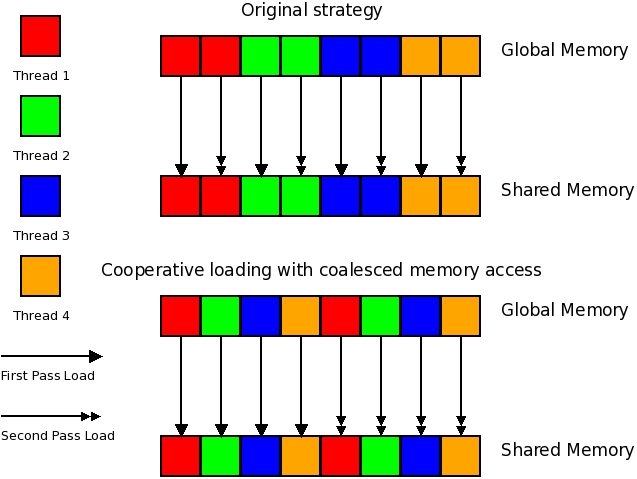 Original strategy
Global Memory
Thread 1
Thread 2
Shared Memory
Thread 3
Cooperative loading with coalesced memory access
Thread 4
Global Memory
First Pass Load
Second Pass Load
Shared Memory